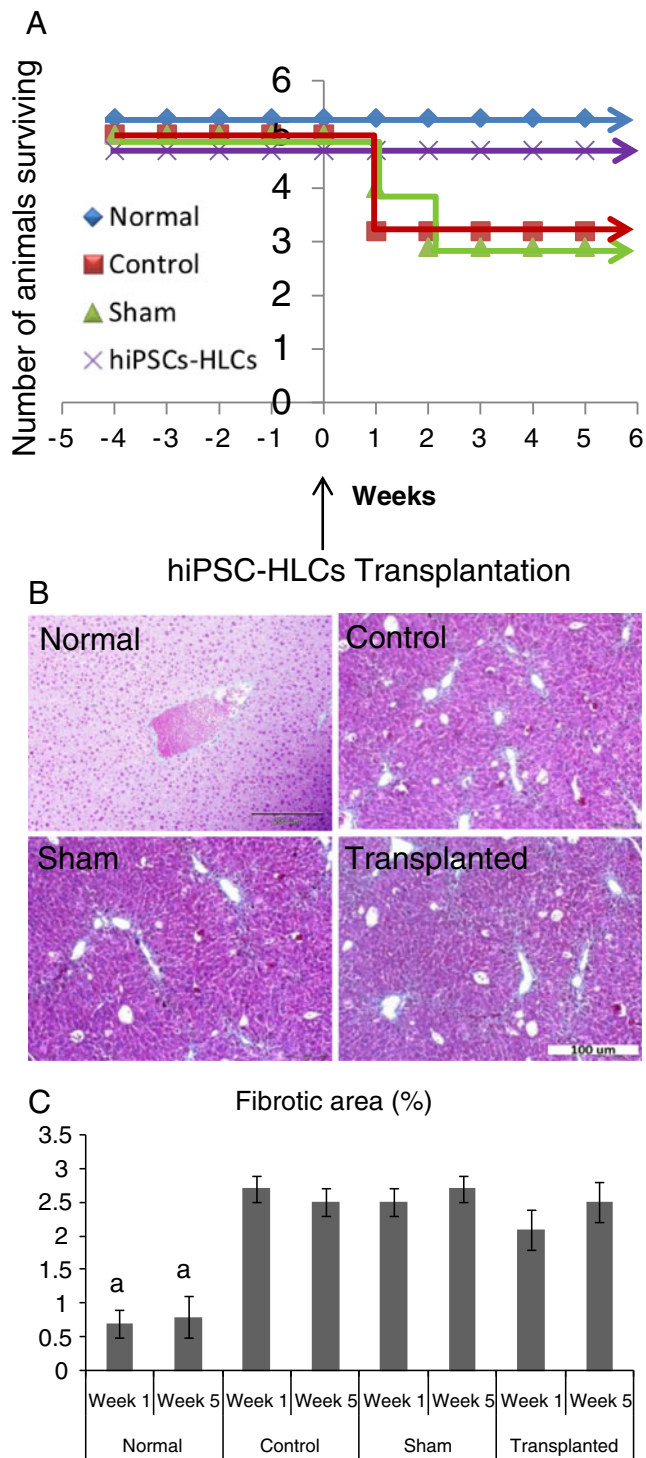 A
Number of animals surviving
6
5
4
3
2
1
0
Normal
Control
Sham
hiPSCs-HLCs
-5 -4 -3 -2 -1 0 1 2 3 4 5 6
Weeks
hiPSC-HLCs Transplantation
B
Normal
Control
Sham
Transplanted
100 um
C
Fibrotic area (%)
3.5
3
2.5
2
1.5
1
0.5
0
a
a
Week 1 Week 5 Week 1 Week 5 Week 1 Week 5 Week 1 Week 5
Normal Control Sham Transplanted